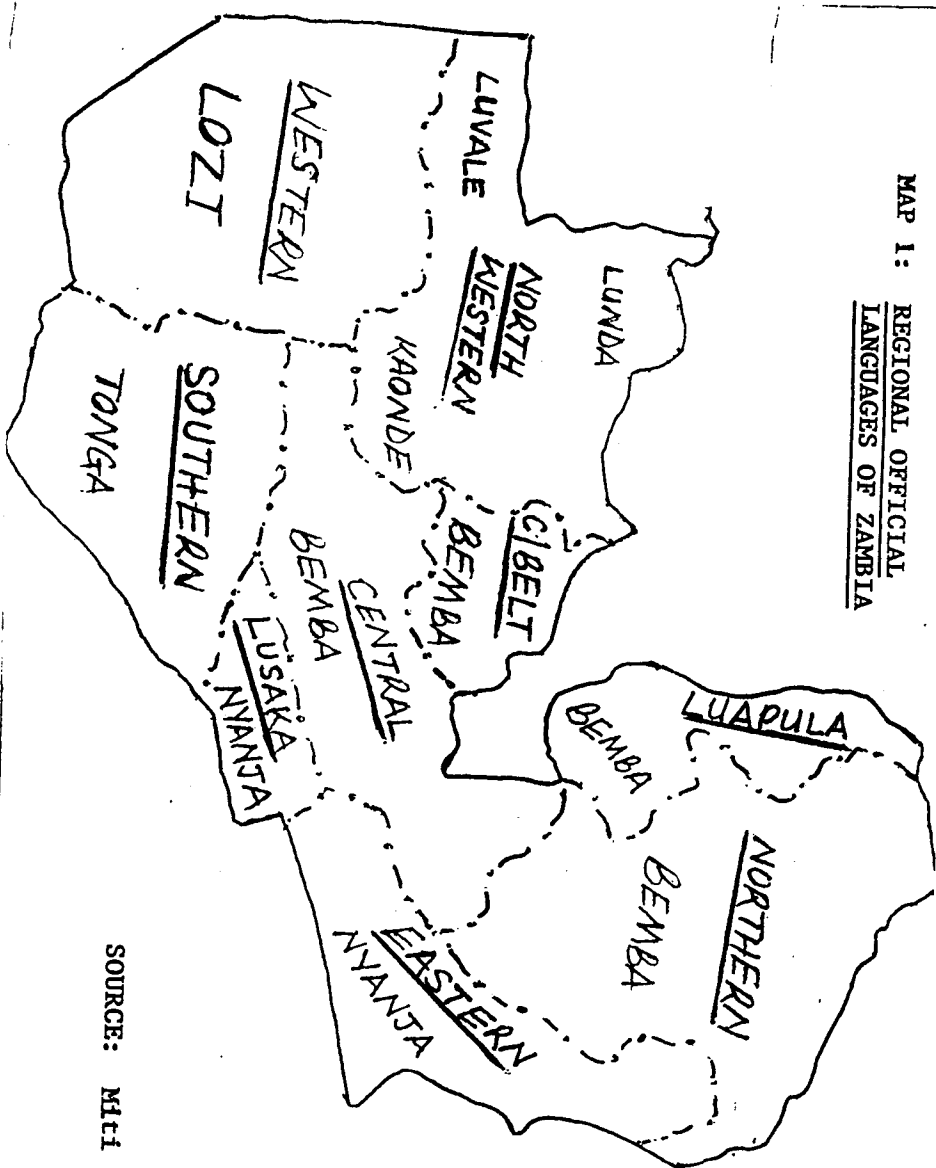 MAP 1: REGIONAL OFFICIAL
LANGUAGES OF ZAMBIA
LUNDA
LUVALE
NORTH
WESTERN
KAONDE
(C/BELT
BEMBA
WESTERN
LOZI
SOUTHERN
TONGA
CENTRAL
BEMBA
LUSAKA
NYANJA
LUAPULA
BEMBA
NORTHERN
BEMBA
EASTERN
NYANJA
SOURCE: Miti